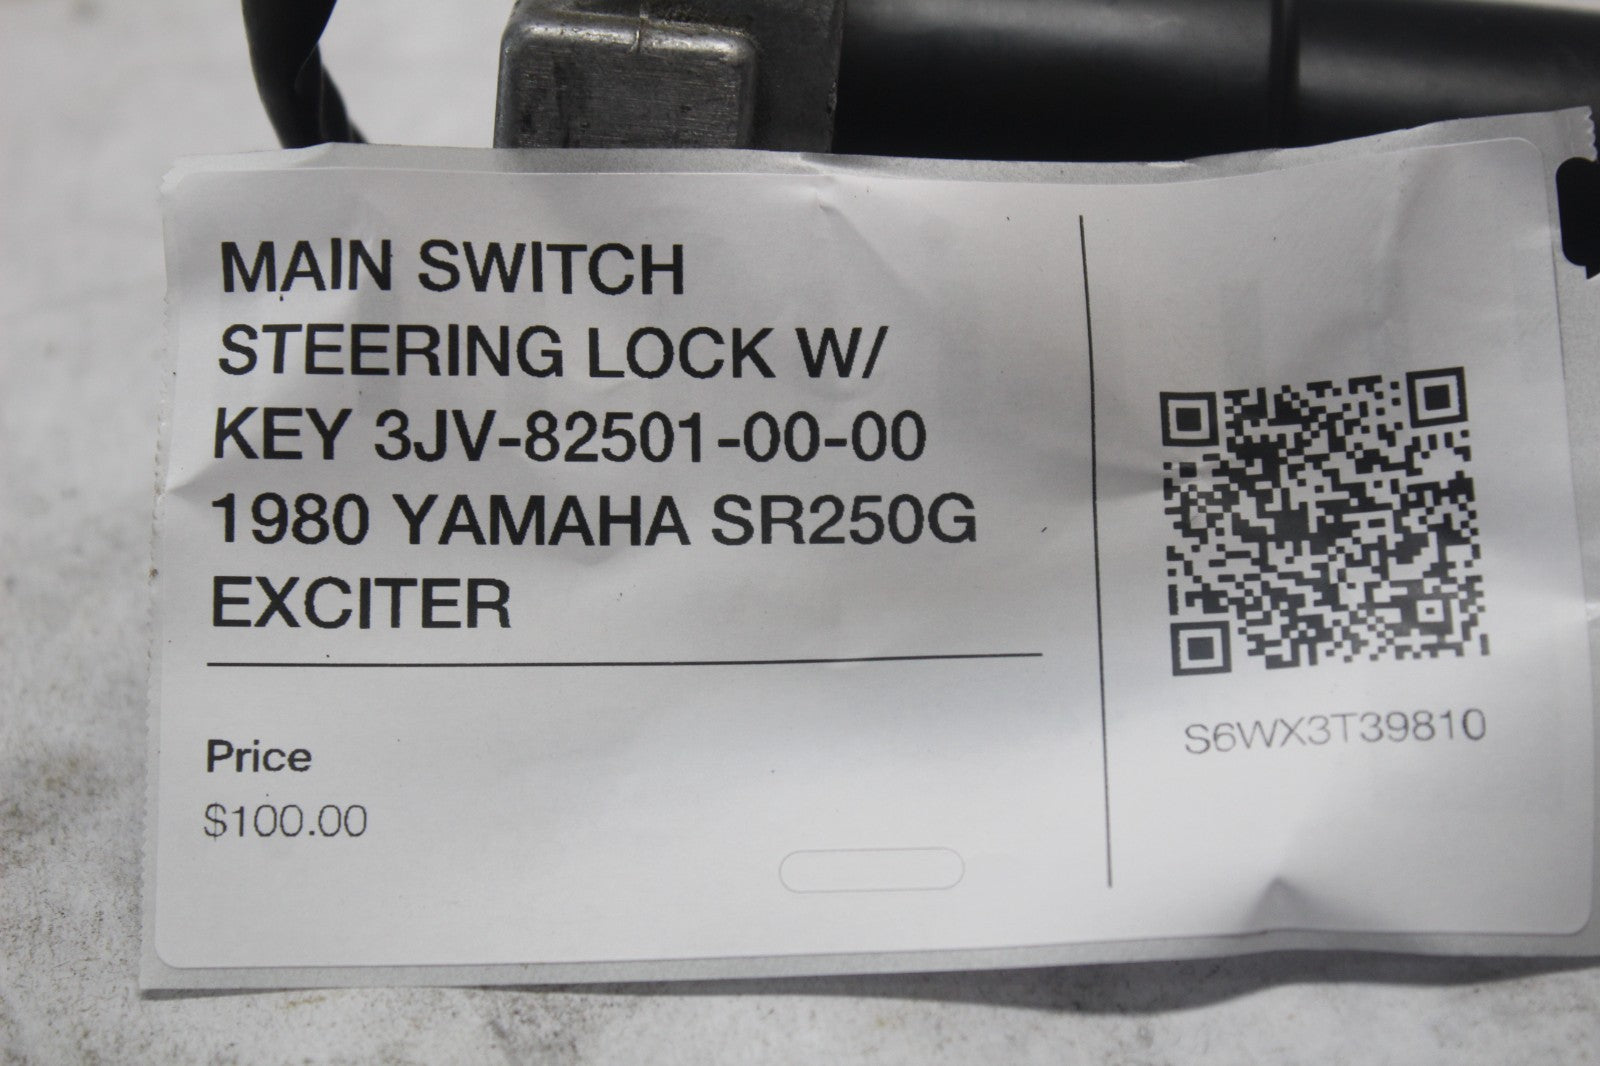 MAIN SWITCH
STEERING LOCK W/
KEY 3JV-82501-00-00
1980 YAMAHA SR250G
EXCITER
Price
$100.00
S6WX3T39810